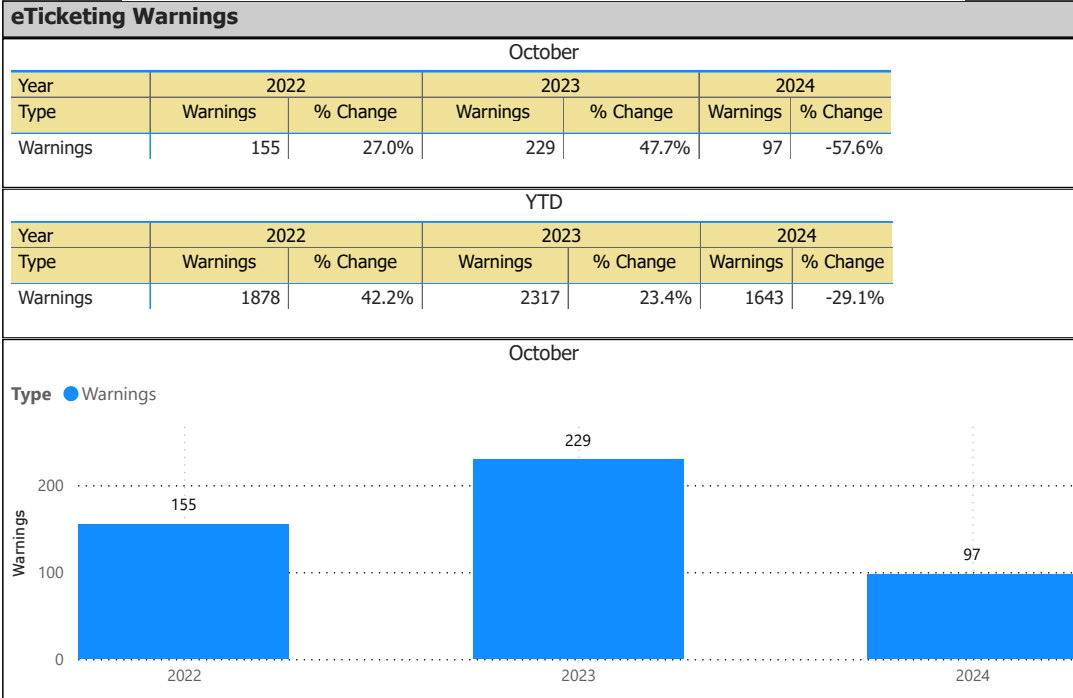 eTicketing Warnings
October
Year 2022 2023 2024
Type Warnings % Change Warnings % Change Warnings % Change
Warnings 155 27.0% 229 47.7% 97 -57.6%
YTD
Year 2022 2023 2024
Type Warnings % Change Warnings % Change Warnings % Change
Warnings 1878 42.2% 2317 23.4% 1643 -29.1%
October
Type Warnings
229
200
155
Warnings
97
100
0
2022 2023 2024